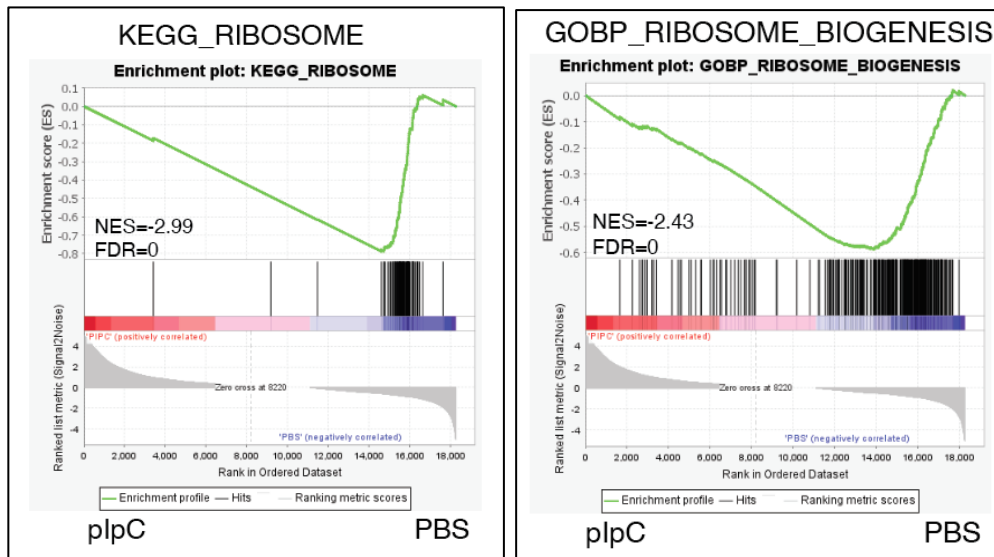 KEGG_RIBOSOME
Enrichment plot: KEGG_RIBOSOME
Enrichment score (ES)
0.1
0.0
-0.1
-0.2
-0.3
-0.4
-0.5
-0.6
-0.7
-0.8
NES=-2.99
FDR=0
'PIPC' (positively correlated)
Ranked list metric (Signal2Noise)
4
2
0
-2
-4
Zero cross at 8220
'PBS' (negatively correlated)
0 2,000 4,000 6,000 8,000 10,000 12,000 14,000 16,000 18,000
Rank in Ordered Dataset
Enrichment profile Hits Ranking metric scores
pIpC PBS
GOBP_RIBOSOME_BIOGENESIS
Enrichment plot: GOBP_RIBOSOME_BIOGENESIS
Enrichment score (ES)
0.0
-0.1
-0.2
-0.3
-0.4
-0.5
-0.6
NES=-2.43
FDR=0
'PIPC' (positively correlated)
Ranked list metric (Signal2Noise)
4
2
0
-2
-4
Zero cross at 8220
'PBS' (negatively correlated)
0 2,000 4,000 6,000 8,000 10,000 12,000 14,000 16,000 18,000
Rank in Ordered Dataset
Enrichment profile Hits Ranking metric scores
pIpC PBS